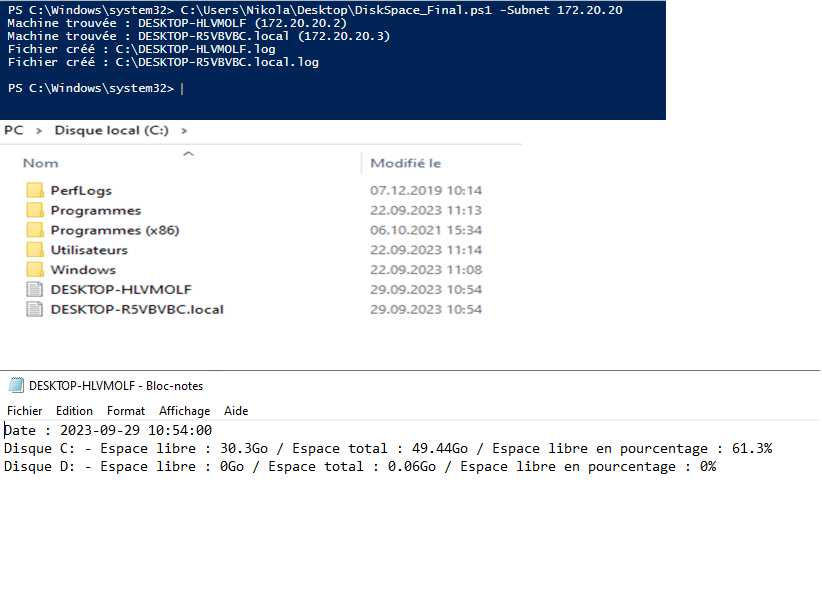 PS C:\Windows\system32> C:\Users\Nikola\Desktop\DiskSpace_Final.ps1 -Subnet 172.20.20
Machine trouvée : DESKTOP-HLVMOLF (172.20.20.2)
Machine trouvée : DESKTOP-R5VBVBC.local (172.20.20.3)
Fichier créé : C:\DESKTOP-HLVMOLF.log
Fichier créé : C:\DESKTOP-R5VBVBC.local.log
PS C:\Windows\system32>
PC > Disque local (C:) >
Nom Modifié le
PerfLogs 07.12.2019 10:14
Programmes 22.09.2023 11:13
Programmes (x86) 06.10.2021 15:34
Utilisateurs 22.09.2023 11:14
Windows 22.09.2023 11:08
DESKTOP-HLVMOLF 29.09.2023 10:54
DESKTOP-R5VBVBC.local 29.09.2023 10:54
DESKTOP-HLVMOLF - Bloc-notes
Fichier Edition Format Affichage Aide
Date : 2023-09-29 10:54:00
Disque C: - Espace libre : 30.3Go / Espace total : 49.44Go / Espace libre en pourcentage : 61.3%
Disque D: - Espace libre : 0Go / Espace total : 0.06Go / Espace libre en pourcentage : 0%